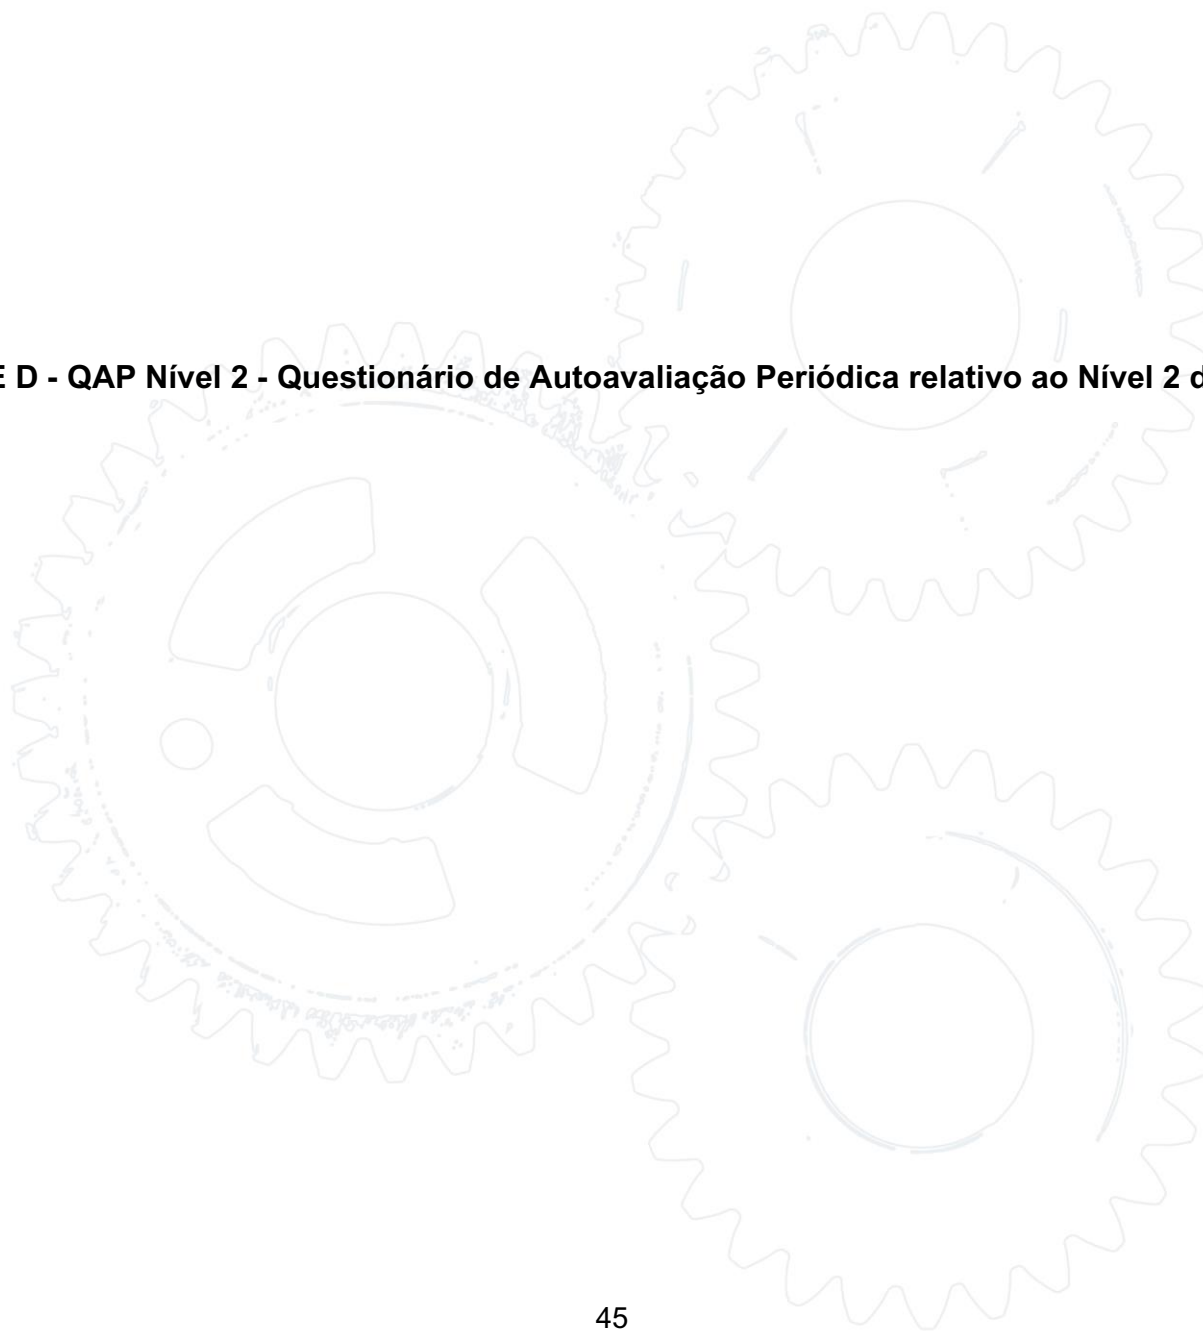 E D - QAP Nível 2 - Questionário de Autoavaliação Periódica relativo ao Nível 2 d
45